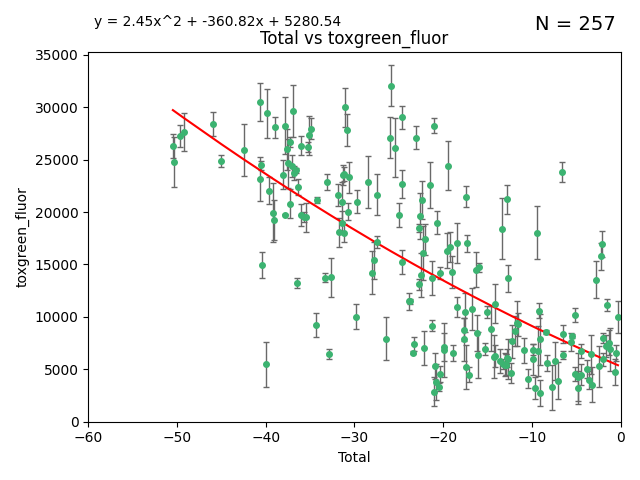 y = 2.45x^2 + -360.82x + 5280.54
N = 257
Total vs toxgreen_fluor
35000
30000
25000
20000
15000
10000
5000
0
toxgreen_fluor
−60 −50 −40 −30 −20 −10 0
Total